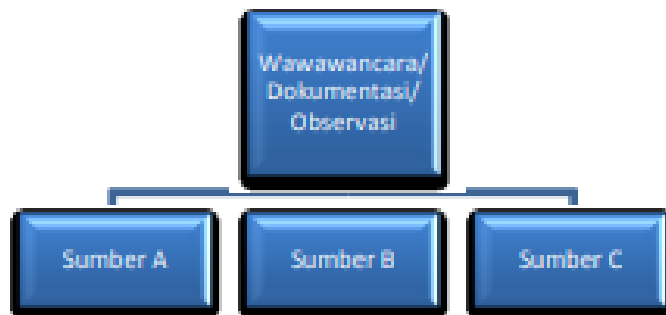 Wawawancara/
Dokumentasi/
Observasi
Sumber A
Sumber B
Sumber C